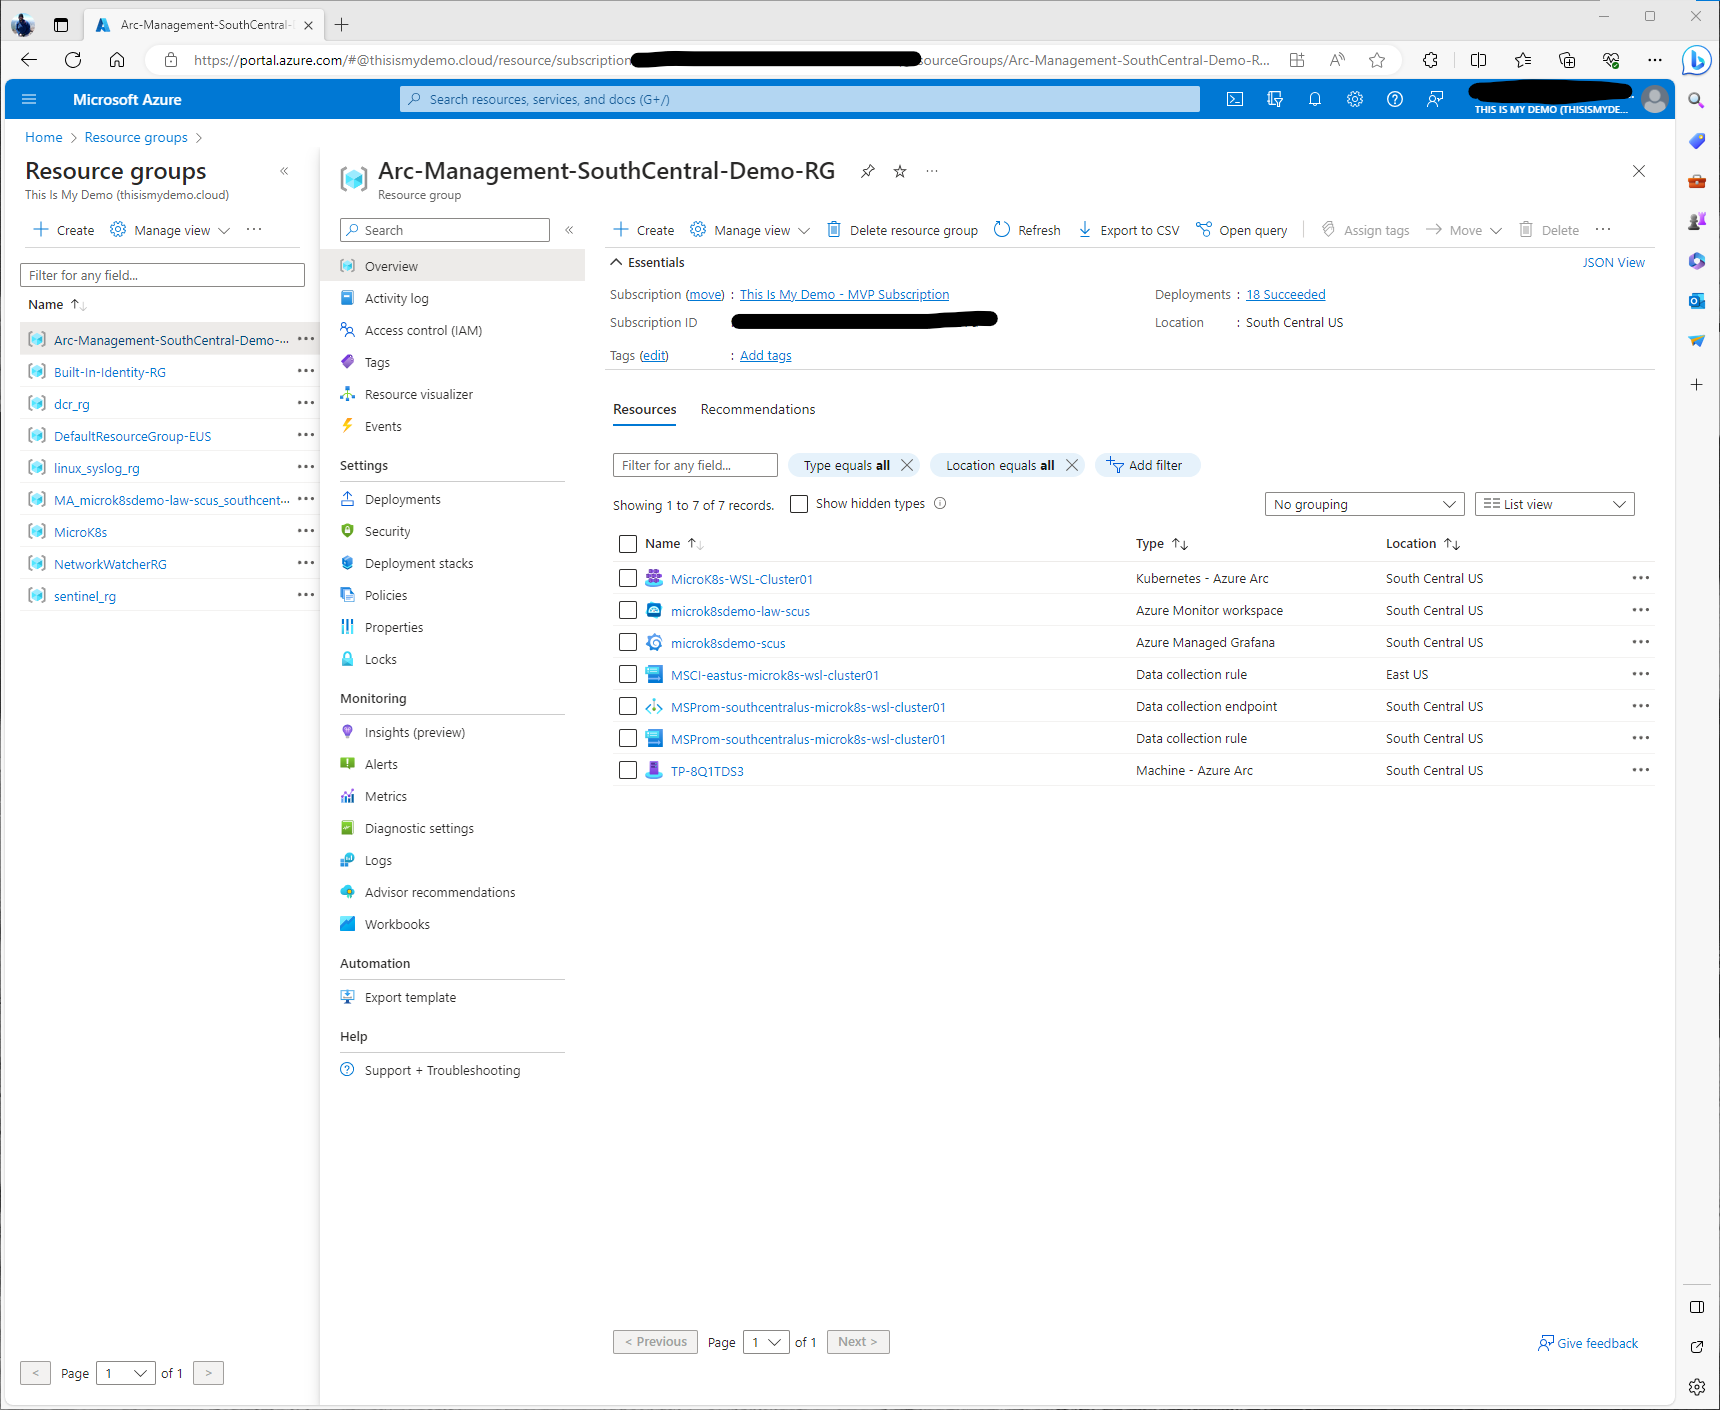 Arc-Management-SouthCentral-
https://portal.azure.com/#@thisismydemo.cloud/resource/subscription
ourceGroups/Arc-Management-SouthCentral-Demo-R...
Microsoft Azure
Search resources, services, and docs (G+/)
THIS IS MY DEMO (THISISMYDE...
Home > Resource groups >
Resource groups
This Is My Demo (thisismydemo.cloud)
Create
Manage view
Filter for any field...
Name
Arc-Management-SouthCentral-Demo-...
Built-In-Identity-RG
dcr_rg
DefaultResourceGroup-EUS
linux_syslog_rg
MA_microk8sdemo-law-scus_southcent...
MicroK8s
NetworkWatcherRG
sentinel_rg
< Page 1 of 1 >
Arc-Management-SouthCentral-Demo-RG
Resource group
Search
Overview
Activity log
Access control (IAM)
Tags
Resource visualizer
Events
Settings
Deployments
Security
Deployment stacks
Policies
Properties
Locks
Monitoring
Insights (preview)
Alerts
Metrics
Diagnostic settings
Logs
Advisor recommendations
Workbooks
Automation
Export template
Help
Support + Troubleshooting
Create Manage view Delete resource group Refresh Export to CSV Open query Assign tags Move Delete
Essentials
JSON View
Subscription (move) : This Is My Demo - MVP Subscription
Deployments : 18 Succeeded
Subscription ID
Location : South Central US
Tags (edit) : Add tags
Resources Recommendations
Filter for any field... Type equals all Location equals all Add filter
Showing 1 to 7 of 7 records. Show hidden types No grouping List view
Name Type Location
MicroK8s-WSL-Cluster01 Kubernetes - Azure Arc South Central US
microk8sdemo-law-scus Azure Monitor workspace South Central US
microk8sdemo-scus Azure Managed Grafana South Central US
MSCI-eastus-microk8s-wsl-cluster01 Data collection rule East US
MSProm-southcentralus-microk8s-wsl-cluster01 Data collection endpoint South Central US
MSProm-southcentralus-microk8s-wsl-cluster01 Data collection rule South Central US
TP-8Q1TDS3 Machine - Azure Arc South Central US
< Previous Page 1 of 1 Next >
Give feedback